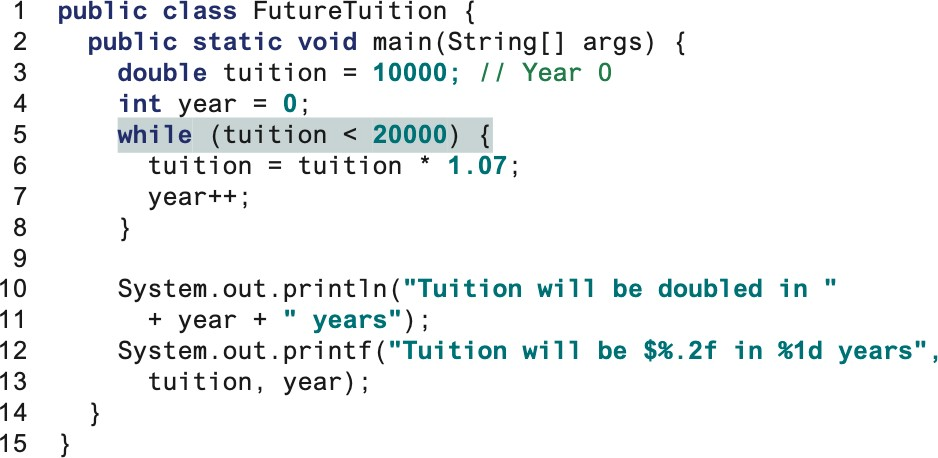 1 public class FutureTuition {
2   public static void main(String[] args) {
3     double tuition = 10000; // Year 0
4     int year = 0;
5     while (tuition < 20000) {
6       tuition = tuition * 1.07;
7       year++;
8     }
9
10     System.out.println("Tuition will be doubled in "
11       + year + " years");
12     System.out.printf("Tuition will be $%.2f in %1d years",
13       tuition, year);
14   }
15 }